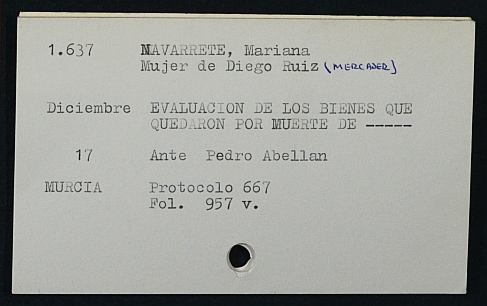 1.637 NAVARRETE, Mariana
Mujer de Diego Ruiz (MERCADER)
Diciembre EVALUACION DE LOS BIENES QUE
QUEDARON POR MUERTE DE -----
17 Ante Pedro Abellan
MURCIA Protocolo 667
Fol. 957 v.